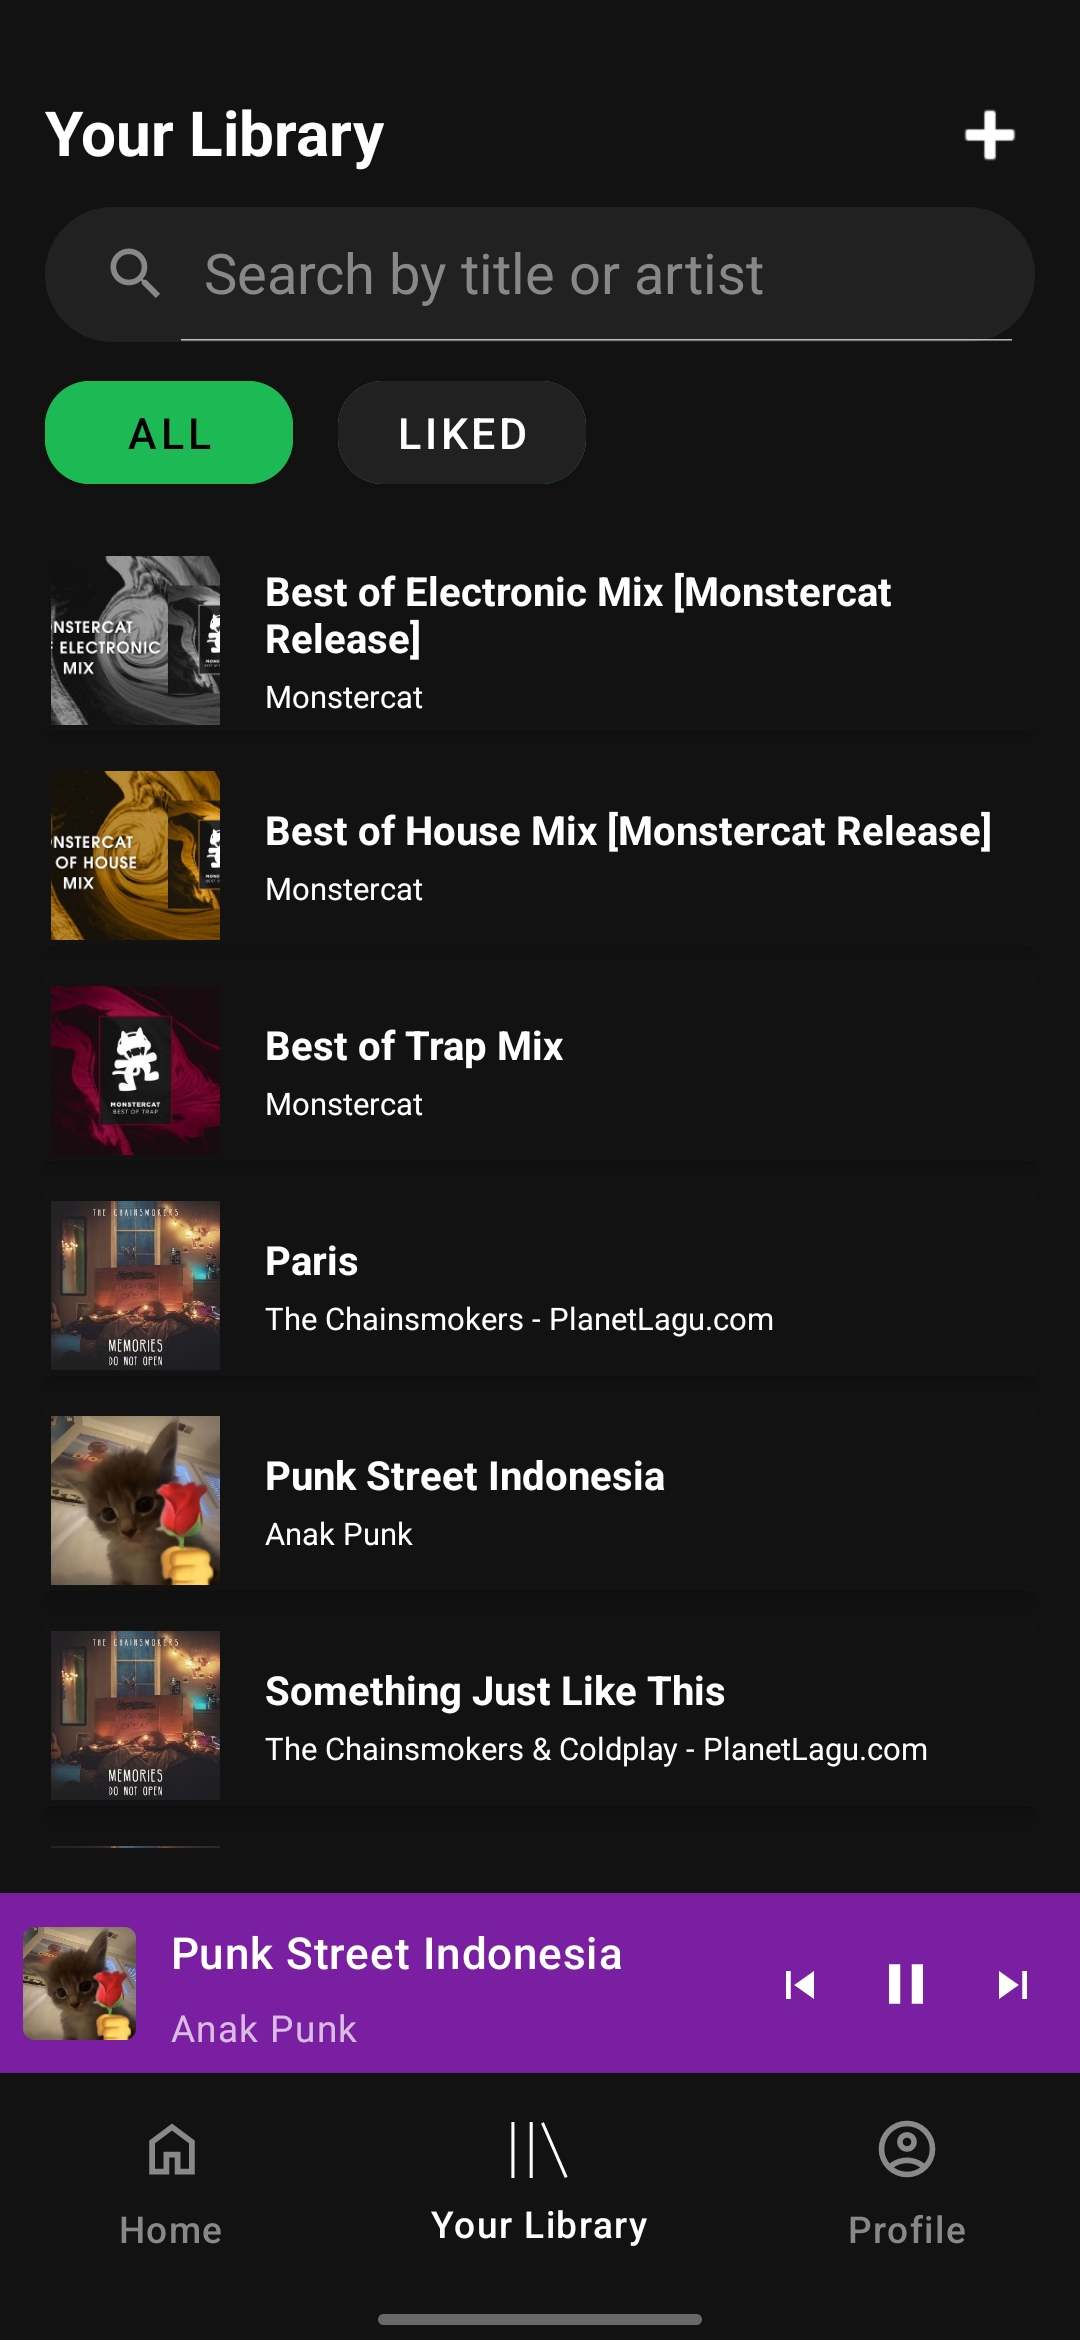 Your Library
Search by title or artist
ALL
LIKED
NSTERCAT
ELECTRONIC
MIX
Best of Electronic Mix [Monstercat
Release]
Monstercat
NSTERCAT
OF HOUSE
MIX
Best of House Mix [Monstercat Release]
Monstercat
MONSTERCAT
BEST OF TRAP
Best of Trap Mix
Monstercat
THE CHAINSMOKERS
MEMORIES
DO NOT OPEN
Paris
The Chainsmokers - PlanetLagu.com
Punk Street Indonesia
Anak Punk
THE CHAINSMOKERS
MEMORIES
DO NOT OPEN
Something Just Like This
The Chainsmokers & Coldplay - PlanetLagu.com
Punk Street Indonesia
Anak Punk
Home
Your Library
Profile